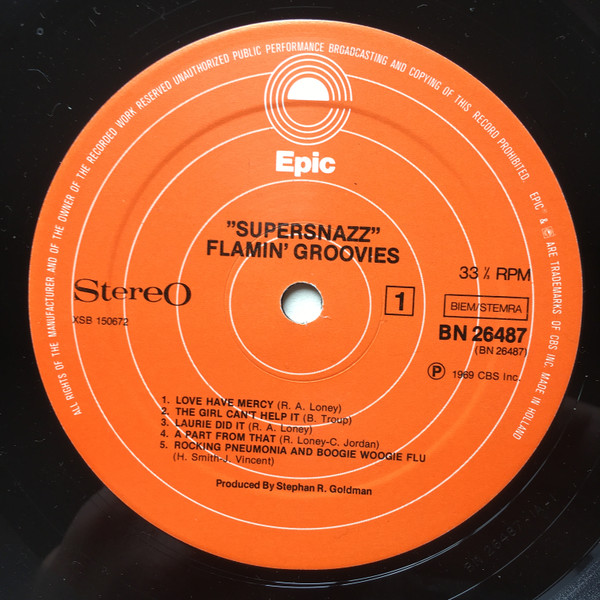 ALL RIGHTS OF THE MANUFACTURER AND OF THE OWNER OF THE RECORDED WORK RESERVED UNAUTHORIZED PUBLIC PERFORMANCE BROADCASTING AND COPYING OF THIS RECORD PROHIBITED. EPIC' & ARE TRADEMARKS OF CBS INC. MADE IN HOLLAND
Epic
"SUPERSNAZZ"
FLAMIN' GROOVIES
33 ⅓ RPM
Stereo
1
BIEM/STEMRA
XSB 150672
BN 26487
(BN 26487)
Ⓟ 1969 CBS Inc.
1. LOVE HAVE MERCY (R. A. Loney)
2. THE GIRL CAN'T HELP IT (B. Troup)
3. LAURIE DID IT (R. A. Loney)
4. A PART FROM THAT (R. Loney-C. Jordan)
5. ROCKING PNEUMONIA AND BOOGIE WOOGIE FLU
(H. Smith-J. Vincent)
Produced By Stephan R. Goldman